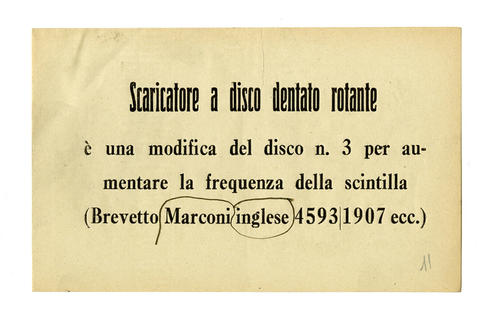 Scaricatore a disco dentato rotante
è una modifica del disco n. 3 per au-
mentare la frequenza della scintilla
(Brevetto Marconi inglese 4593|1907 ecc.)
11